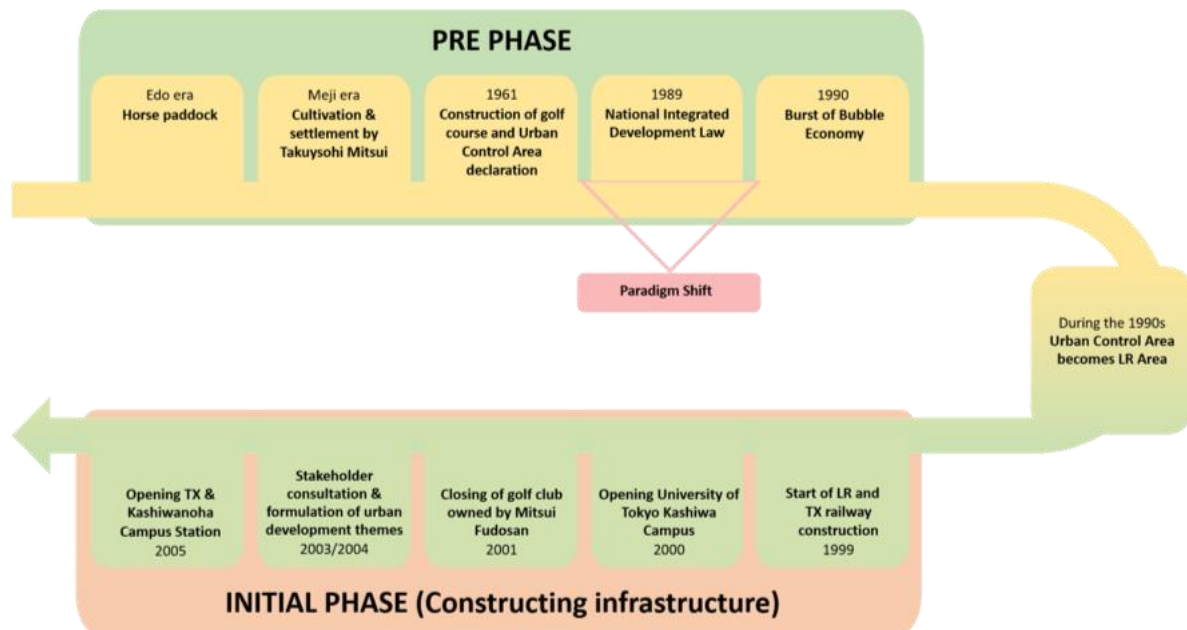 PRE PHASE
Edo era
Horse paddock
Meji era
Cultivation &
settlement by
Takuysohi Mitsui
1961
Construction of golf
course and Urban
Control Area
declaration
1989
National Integrated
Development Law
1990
Burst of Bubble
Economy
Paradigm Shift
During the 1990s
Urban Control Area
becomes LR Area
Opening TX &
Kashiwanoha
Campus Station
2005
Stakeholder
consultation &
formulation of urban
development themes
2003/2004
Closing of golf club
owned by Mitsui
Fudosan
2001
Opening University of
Tokyo Kashiwa
Campus
2000
Start of LR and
TX railway
construction
1999
INITIAL PHASE (Constructing infrastructure)